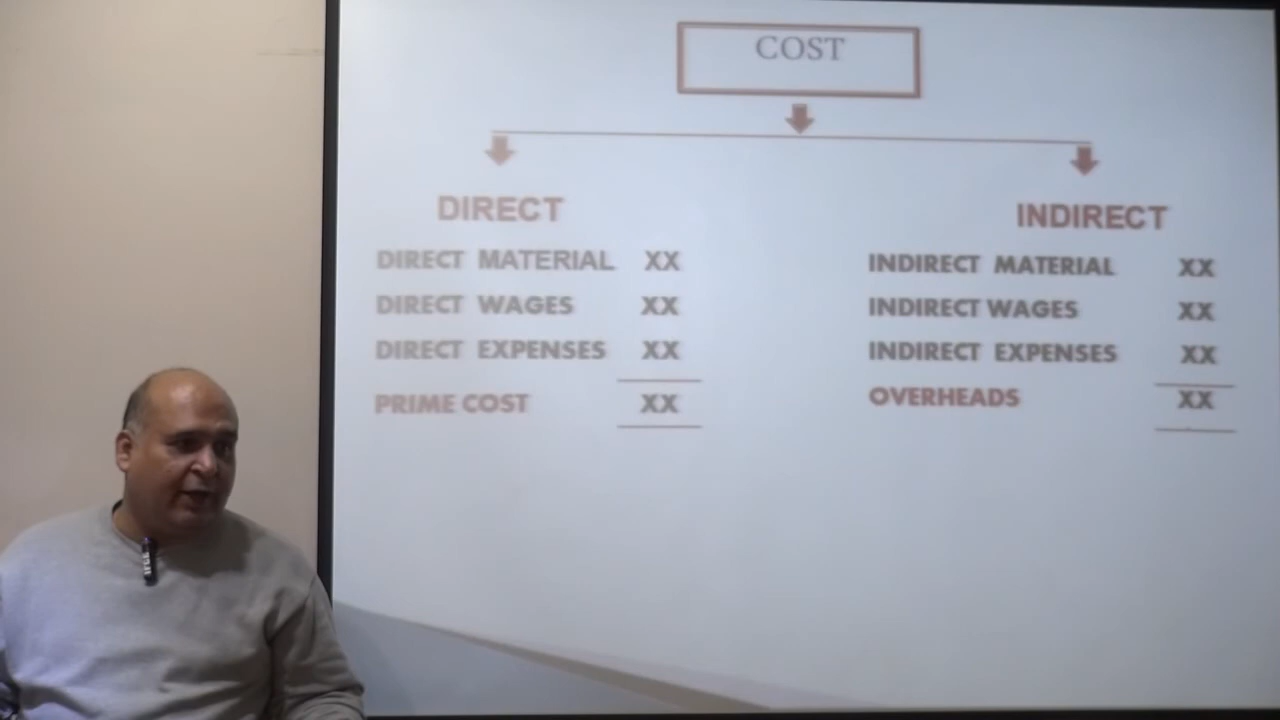 COST
DIRECT
DIRECT MATERIAL XX
DIRECT WAGES XX
DIRECT EXPENSES XX
PRIME COST XX
INDIRECT
INDIRECT MATERIAL XX
INDIRECT WAGES XX
INDIRECT EXPENSES XX
OVERHEADS XX